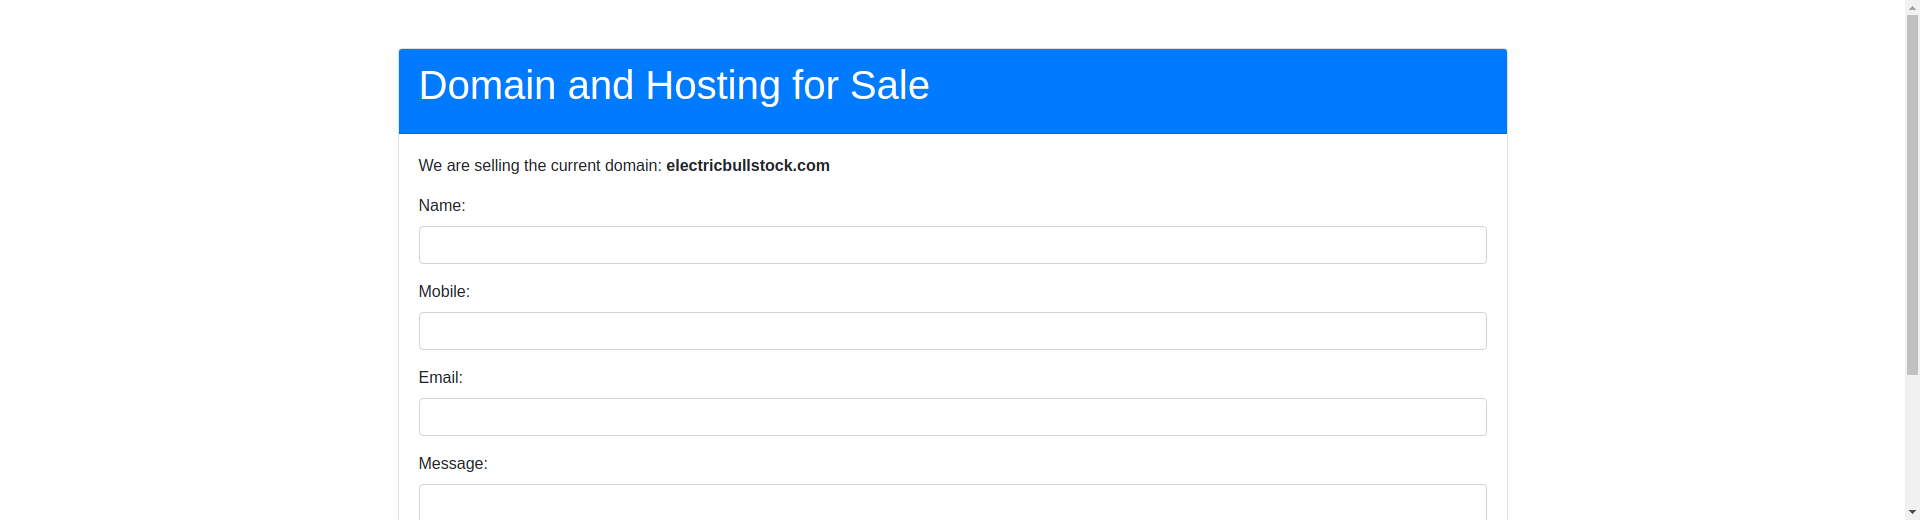 Domain and Hosting for Sale
We are selling the current domain: electricbullstock.com
Name:
Mobile:
Email:
Message: